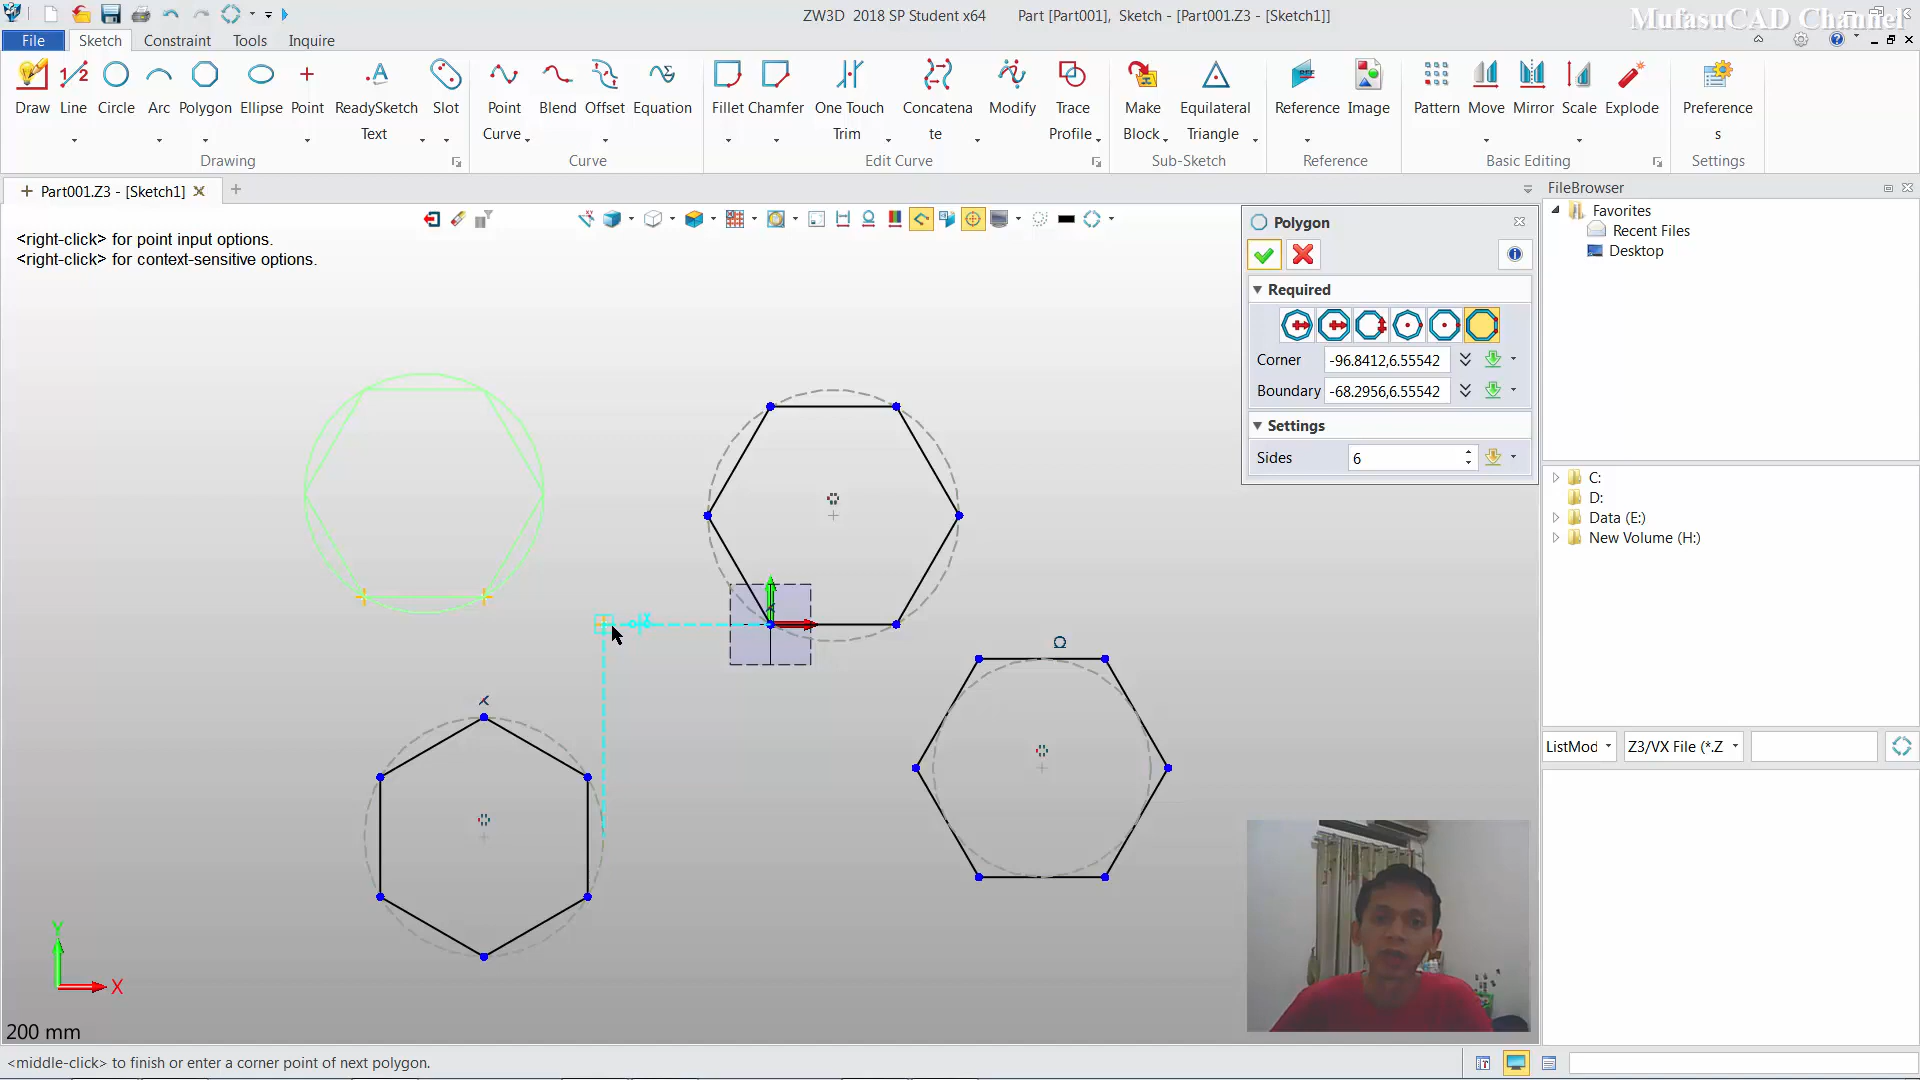 ZW3D 2018 SP Student x64
Part [Part001], Sketch - [Part001.Z3 - [Sketch1]]
MufasuCAD Channel
File
Sketch
Constraint
Tools
Inquire
Draw
Line
Circle
Arc
Polygon
Ellipse
Point
ReadySketch Text
Slot
Point Curve
Blend
Offset
Equation
Fillet
Chamfer
One Touch Trim
Concatena te
Modify
Trace Profile
Make Block
Equilateral Triangle
Reference
Image
Pattern
Move
Mirror
Scale
Explode
Preference s
Drawing
Curve
Edit Curve
Sub-Sketch
Reference
Basic Editing
Settings
Part001.Z3 - [Sketch1]
FileBrowser
<right-click> for point input options.
<right-click> for context-sensitive options.
Polygon
Required
Corner
-96.8412,6.55542
Boundary
-68.2956,6.55542
Settings
Sides
6
Favorites
Recent Files
Desktop
C:
D:
Data (E:)
New Volume (H:)
ListMod
Z3/VX File (*.Z
Y
X
200 mm
<middle-click> to finish or enter a corner point of next polygon.